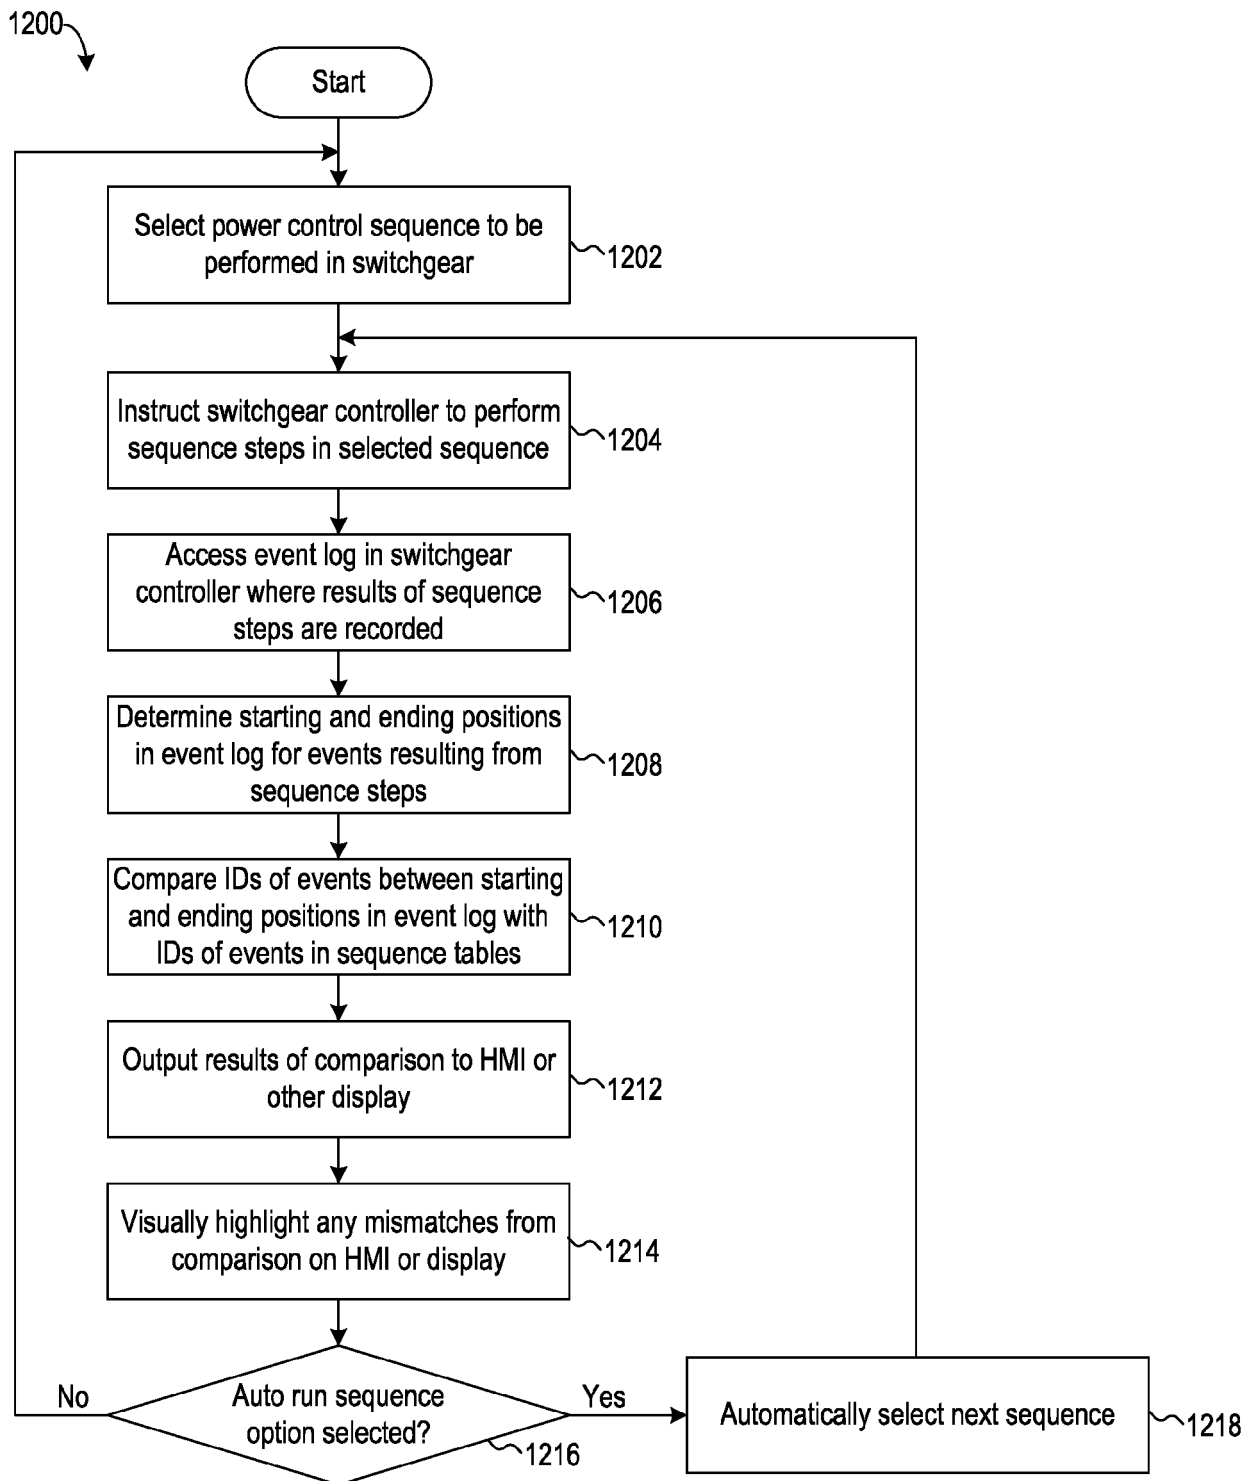 1200
Start
Select power control sequence to be
performed in switchgear
1202
Instruct switchgear controller to perform
sequence steps in selected sequence
1204
Access event log in switchgear
controller where results of sequence
steps are recorded
1206
Determine starting and ending positions
in event log for events resulting from
sequence steps
1208
Compare IDs of events between starting
and ending positions in event log with
IDs of events in sequence tables
1210
Output results of comparison to HMI or
other display
1212
Visually highlight any mismatches from
comparison on HMI or display
1214
No
Auto run sequence
option selected?
Yes
1216
Automatically select next sequence
1218